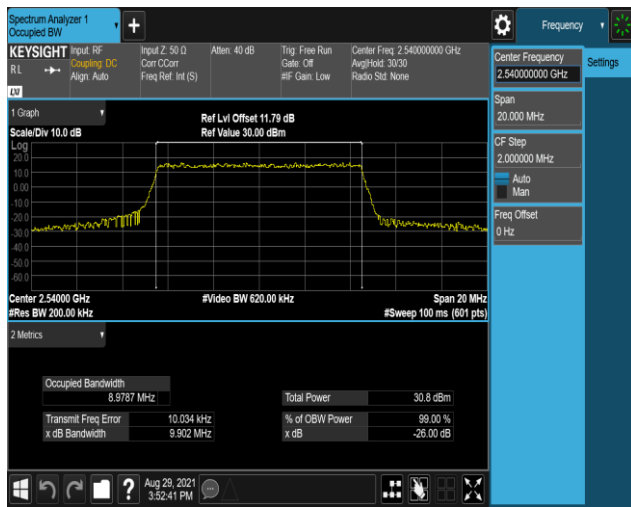 Spectrum Analyzer 1
Occupied BW
Frequency
KEYSIGHT
RL
LXI
Input: RF
Coupling: DC
Align: Auto
Input Z: 50 Ω
Corr CCorr
Freq Ref: Int (S)
Atten: 40 dB
Trig: Free Run
Gate: Off
#IF Gain: Low
Center Freq: 2.540000000 GHz
Avg|Hold: 30/30
Radio Std: None
Center Frequency
2.540000000 GHz
Settings
Span
20.000 MHz
CF Step
2.000000 MHz
Auto
Man
Freq Offset
0 Hz
1 Graph
Scale/Div 10.0 dB
Ref Lvl Offset 11.79 dB
Ref Value 30.00 dBm
Log
20.0
10.0
0.00
-10.0
-20.0
-30.0
-40.0
-50.0
-60.0
Center 2.54000 GHz
#Video BW 620.00 kHz
Span 20 MHz
#Res BW 200.00 kHz
#Sweep 100 ms (601 pts)
2 Metrics
Occupied Bandwidth
8.9787 MHz
Total Power 30.8 dBm
Transmit Freq Error 10.034 kHz
% of OBW Power 99.00 %
x dB Bandwidth 9.902 MHz
x dB -26.00 dB
?
Aug 29, 2021
3:52:41 PM